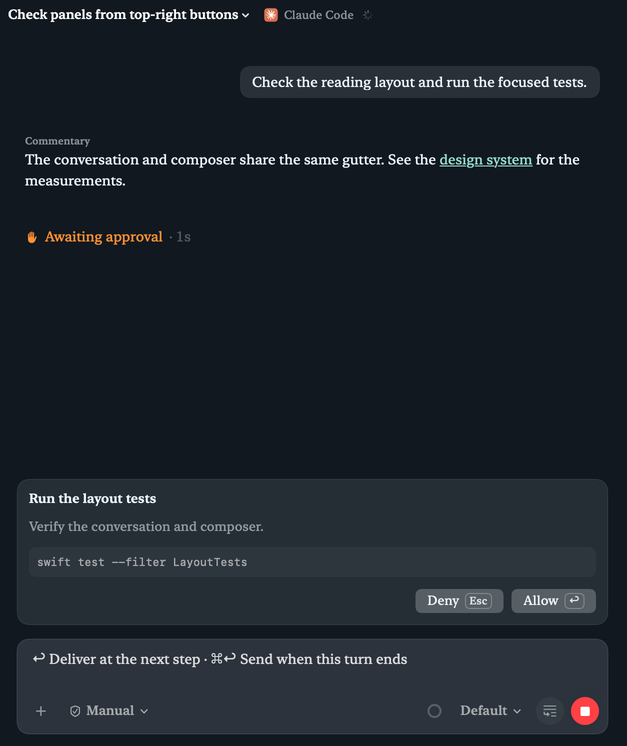 Check panels from top-right buttons Claude Code
Check the reading layout and run the focused tests.
Commentary
The conversation and composer share the same gutter. See the design system for the
measurements.
Awaiting approval · 1s
Run the layout tests
Verify the conversation and composer.
swift test --filter LayoutTests
Deny Esc Allow ↩
↩ Deliver at the next step · ⌘↩ Send when this turn ends
+ Manual Default